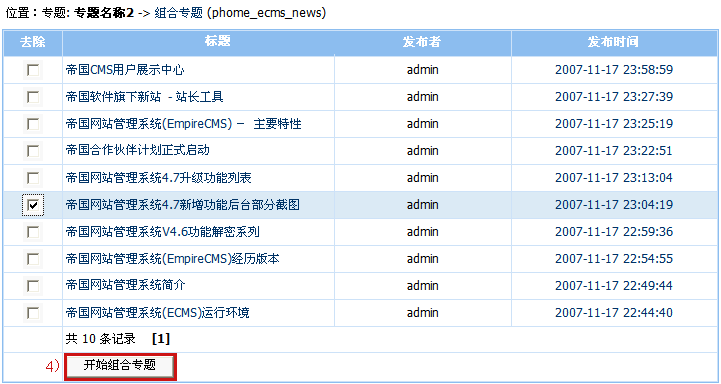 位置：专题: 专题名称2 -> 组合专题 (phome_ecms_news)
去除 标题 发布者 发布时间
帝国CMS用户展示中心 admin 2007-11-17 23:58:59
帝国软件旗下新站 - 站长工具 admin 2007-11-17 23:27:39
帝国网站管理系统(EmpireCMS) － 主要特性 admin 2007-11-17 23:25:19
帝国合作伙伴计划正式启动 admin 2007-11-17 23:22:51
帝国网站管理系统4.7升级功能列表 admin 2007-11-17 23:13:04
帝国网站管理系统4.7新增功能后台部分截图 admin 2007-11-17 23:04:19
帝国网站管理系统V4.6功能解密系列 admin 2007-11-17 22:59:36
帝国网站管理系统(EmpireCMS)经历版本 admin 2007-11-17 22:54:55
帝国网站管理系统简介 admin 2007-11-17 22:49:44
帝国网站管理系统(ECMS)运行环境 admin 2007-11-17 22:44:40
共 10 条记录 [1]
4) 开始组合专题